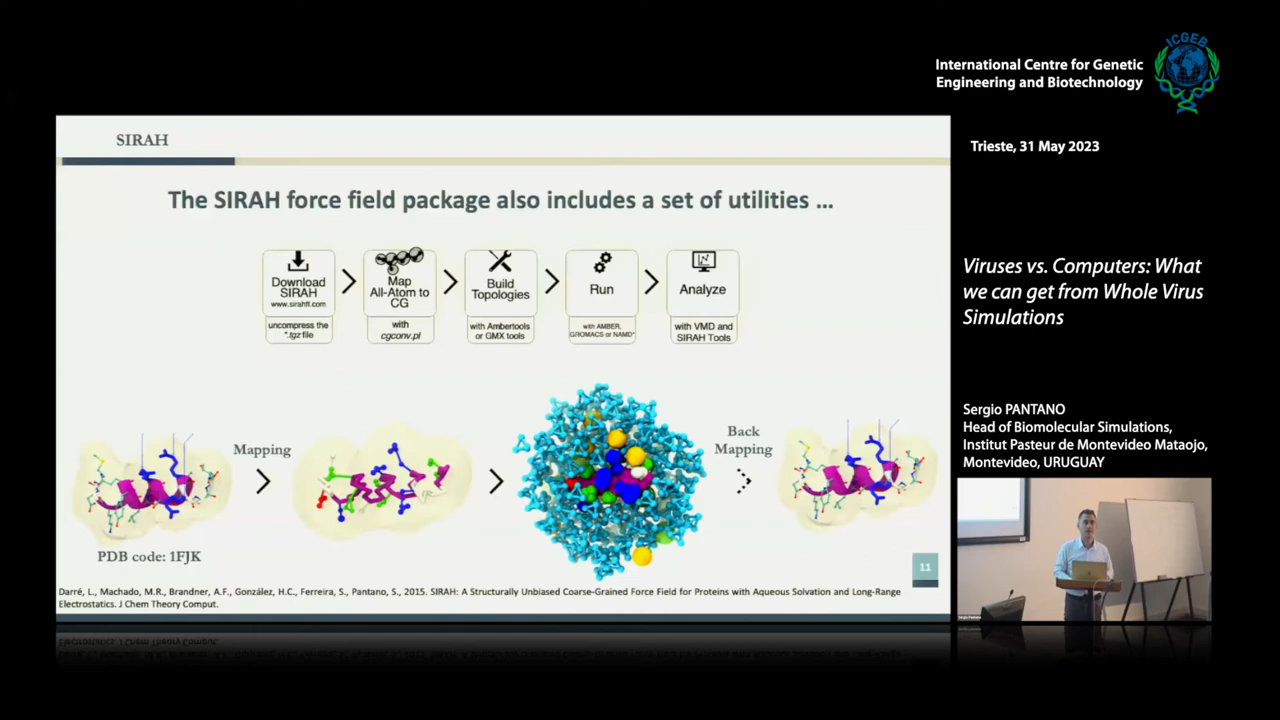 International Centre for Genetic
Engineering and Biotechnology
ICGEB
Trieste, 31 May 2023
SIRAH
The SIRAH force field package also includes a set of utilities ...
Download
SIRAH
www.sirahff.com
uncompress the
*.tgz file
Map
All-Atom to
CG
with
cgconv.pl
Build
Topologies
with Ambertools
or GMX tools
Run
with AMBER,
GROMACS or NAMD*
Analyze
with VMD and
SIRAH Tools
Mapping
Back
Mapping
PDB code: 1FJK
11
Darré, L., Machado, M.R., Brandner, A.F., González, H.C., Ferreira, S., Pantano, S., 2015. SIRAH: A Structurally Unbiased Coarse-Grained Force Field for Proteins with Aqueous Solvation and Long-Range
Electrostatics. J Chem Theory Comput.
Viruses vs. Computers: What
we can get from Whole Virus
Simulations
Sergio PANTANO
Head of Biomolecular Simulations,
Institut Pasteur de Montevideo Mataojo,
Montevideo, URUGUAY
Sergio Pantano